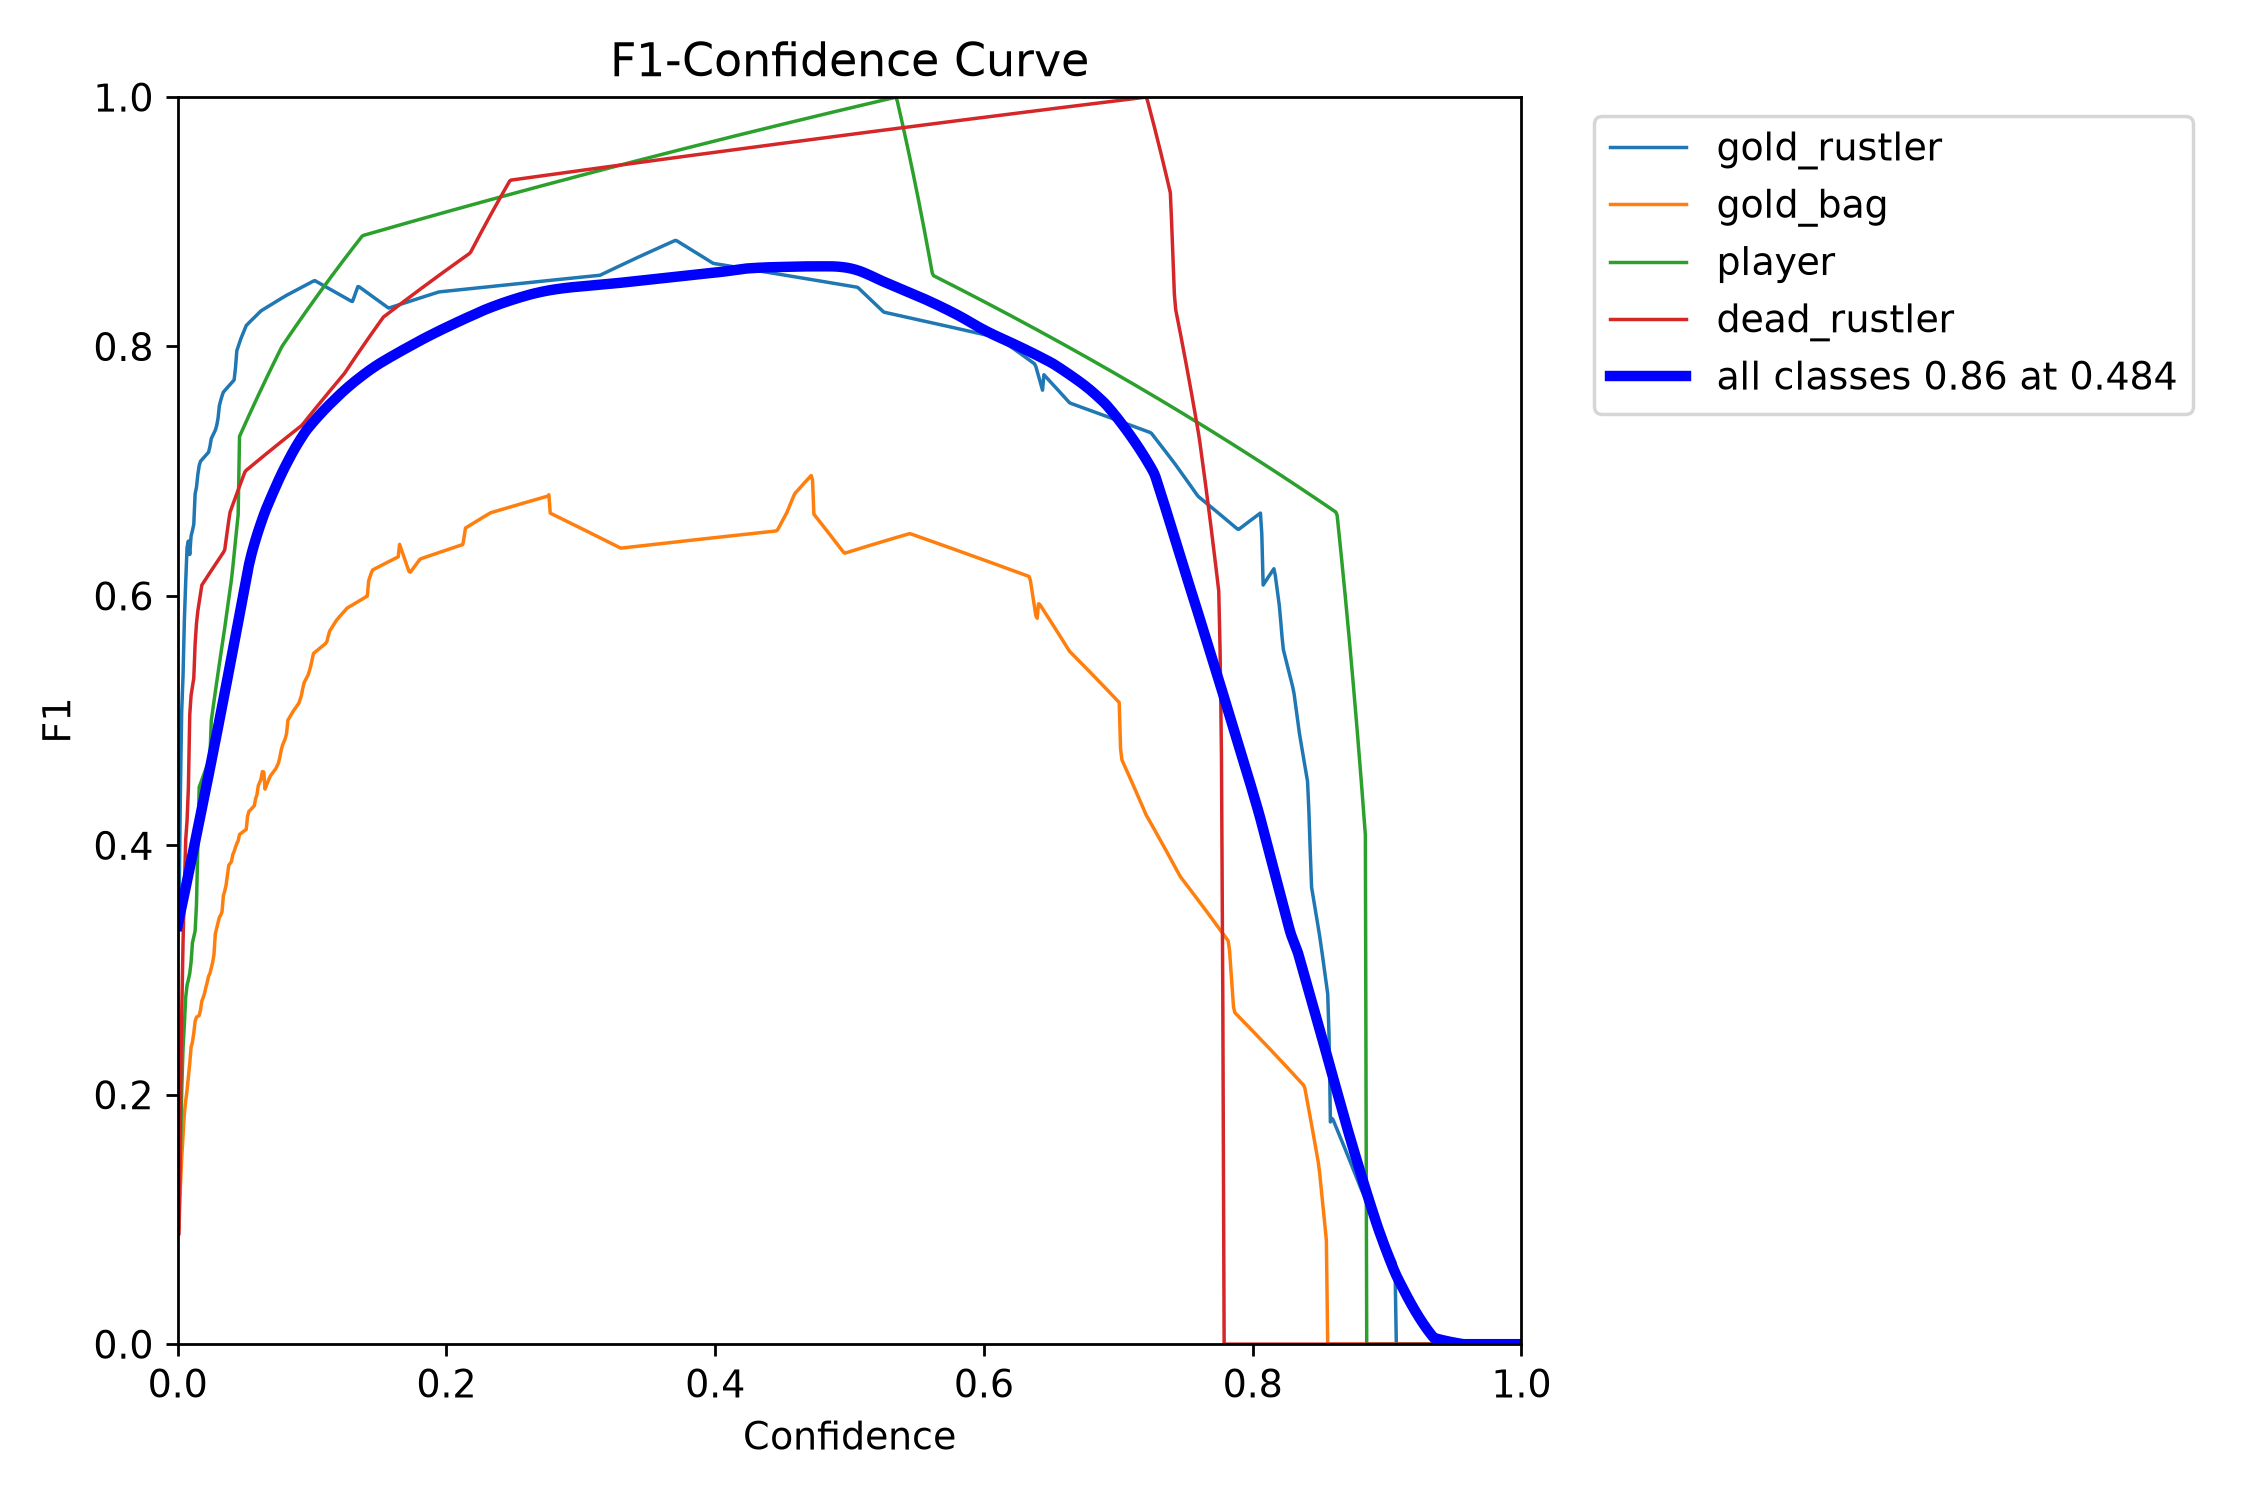 F1-Confidence Curve
1.0
0.8
0.6
0.4
0.2
0.0
F1
0.0 0.2 0.4 0.6 0.8 1.0
Confidence
gold_rustler
gold_bag
player
dead_rustler
all classes 0.86 at 0.484